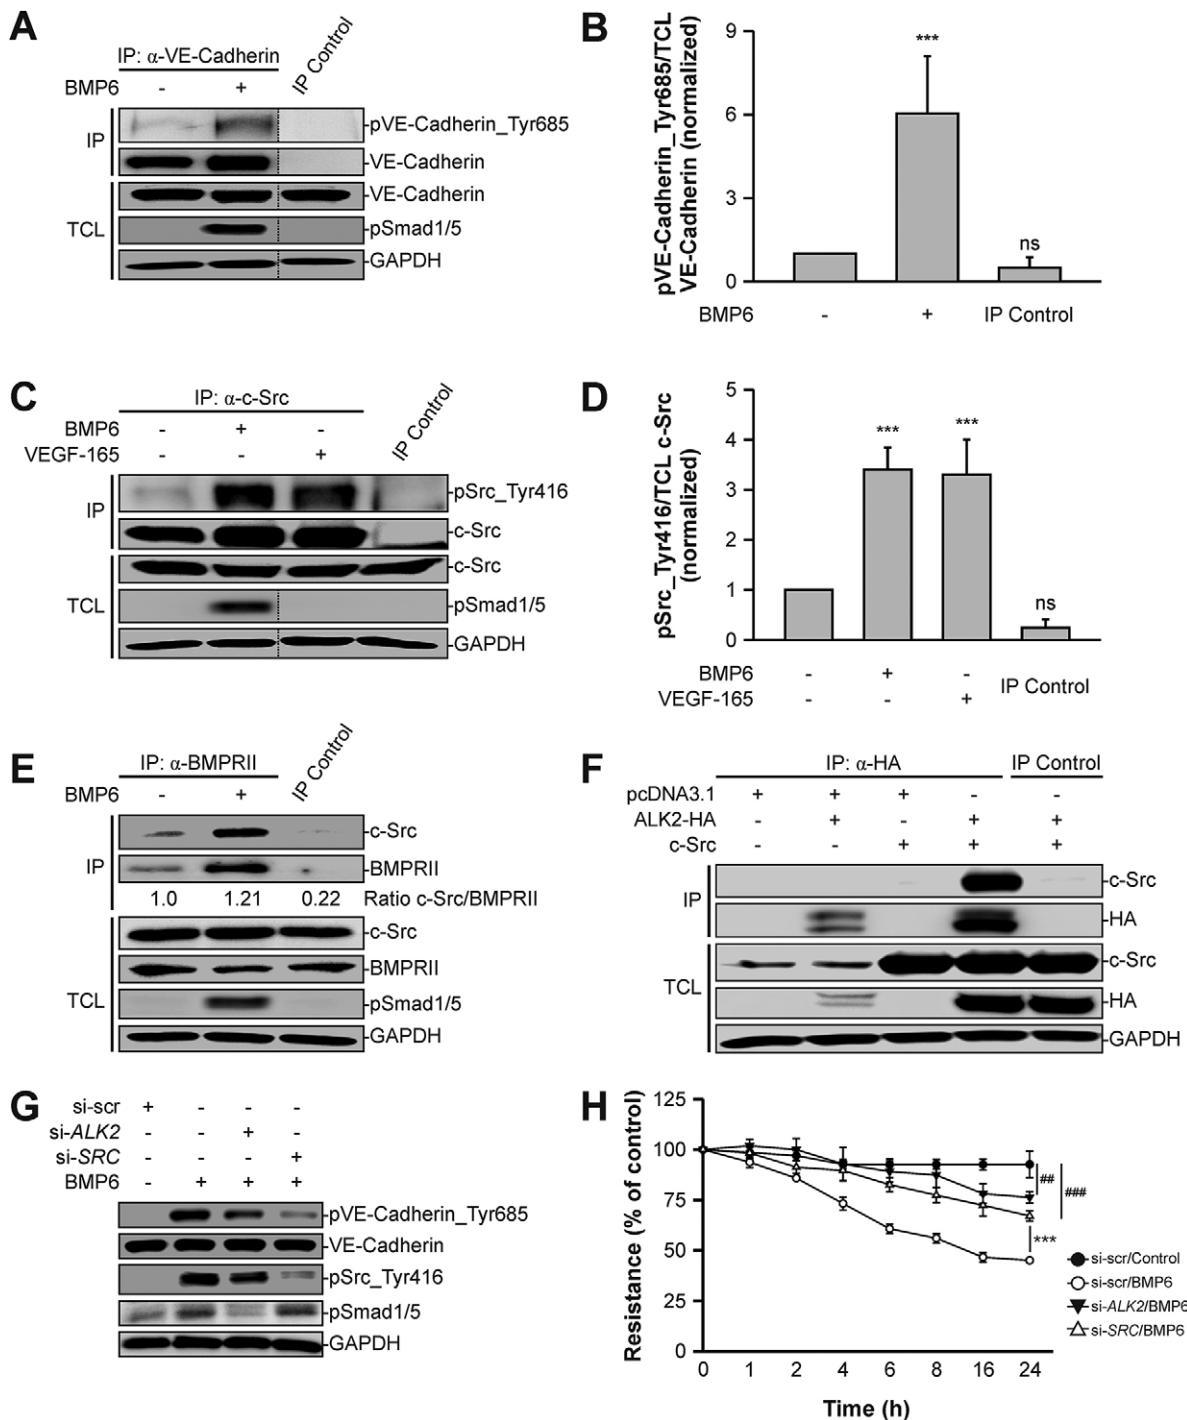 A
IP: α-VE-Cadherin
IP Control
BMP6 - +
IP
pVE-Cadherin_Tyr685
VE-Cadherin
TCL
VE-Cadherin
pSmad1/5
GAPDH
B
pVE-Cadherin_Tyr685/TCL
VE-Cadherin (normalized)
9
6
3
0
***
ns
BMP6 - + IP Control
C
IP: α-c-Src
IP Control
BMP6 - + -
VEGF-165 - - +
IP
pSrc_Tyr416
c-Src
TCL
c-Src
pSmad1/5
GAPDH
D
pSrc_Tyr416/TCL c-Src
(normalized)
5
4
3
2
1
0
***
***
ns
BMP6 - + -
VEGF-165 - - +
IP Control
E
IP: α-BMPRII
IP Control
BMP6 - +
IP
c-Src
BMPRII
1.0 1.21 0.22 Ratio c-Src/BMPRII
TCL
c-Src
BMPRII
pSmad1/5
GAPDH
F
IP: α-HA IP Control
pcDNA3.1 + + + - -
ALK2-HA - + - + +
c-Src - - + + +
IP
c-Src
HA
TCL
c-Src
HA
GAPDH
G
si-scr + - - -
si-ALK2 - - + -
si-SRC - - - +
BMP6 - + + +
pVE-Cadherin_Tyr685
VE-Cadherin
pSrc_Tyr416
pSmad1/5
GAPDH
H
Resistance (% of control)
125
100
75
50
25
0
##
###
***
si-scr/Control
si-scr/BMP6
si-ALK2/BMP6
si-SRC/BMP6
0 1 2 4 6 8 16 24
Time (h)